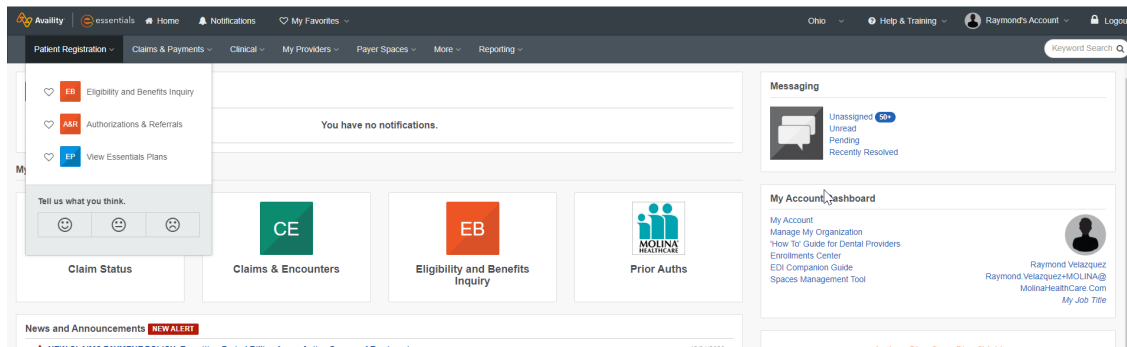 Availity essentials Home Notifications My Favorites Ohio Help & Training Raymond's Account Logou
Patient Registration Claims & Payments Clinical My Providers Payer Spaces More Reporting Keyword Search
EB Eligibility and Benefits Inquiry
A&R Authorizations & Referrals
EP View Essentials Plans
Tell us what you think.
You have no notifications.
My
Claim Status
CE
Claims & Encounters
EB
Eligibility and Benefits
Inquiry
MOLINA
HEALTHCARE
Prior Auths
News and Announcements NEW ALERT
Messaging
Unassigned 50+
Unread
Pending
Recently Resolved
My Account Dashboard
My Account
Manage My Organization
'How To' Guide for Dental Providers
Enrollments Center
EDI Companion Guide
Spaces Management Tool
Raymond Velazquez
Raymond.Velazquez+MOLINA@
MolinaHealthCare.Com
My Job Title